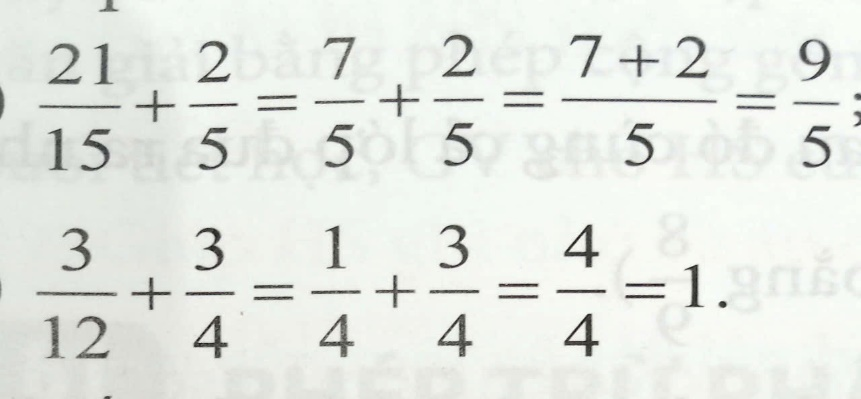 21/15 + 2/5 = 7/5 + 2/5 = (7 + 2)/5 = 9/5;
3/12 + 3/4 = 1/4 + 3/4 = 4/4 = 1.